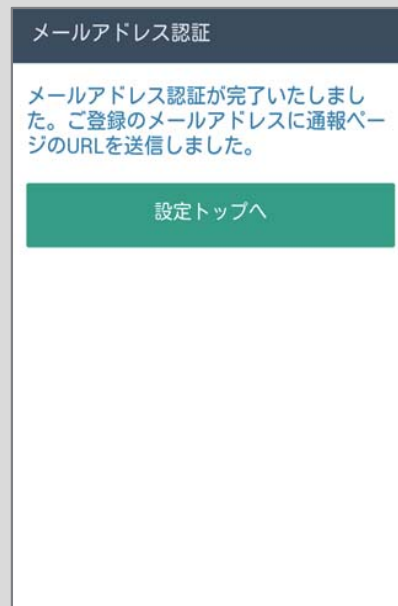 メールアドレス認証
メールアドレス認証が完了いたしまし
た。ご登録のメールアドレスに通報ペー
ジのURLを送信しました。
設定トップへ